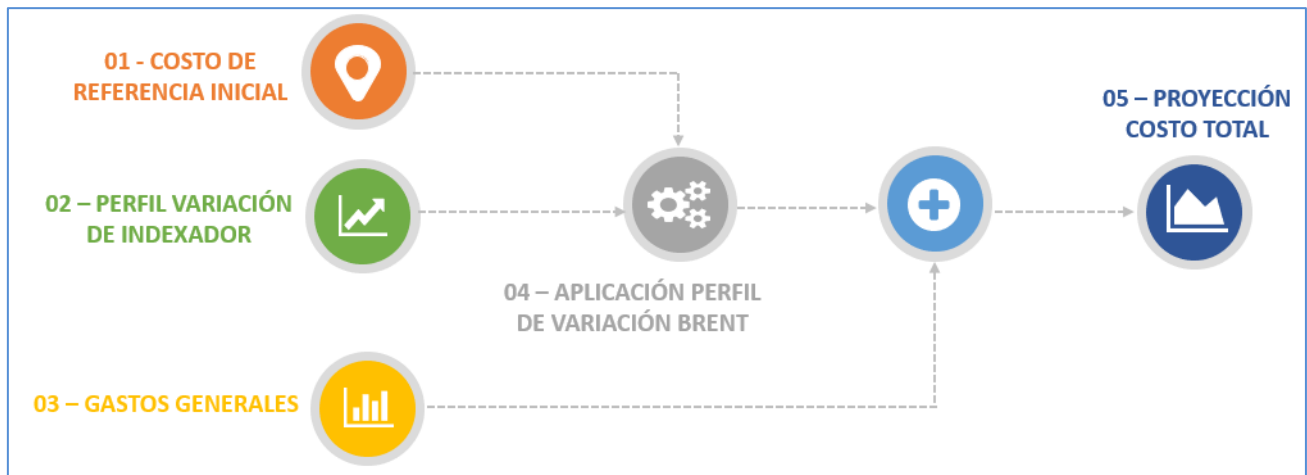 01 - COSTO DE
REFERENCIA INICIAL
02 – PERFIL VARIACIÓN
DE INDEXADOR
03 – GASTOS GENERALES
04 – APLICACIÓN PERFIL
DE VARIACIÓN BRENT
05 – PROYECCIÓN
COSTO TOTAL